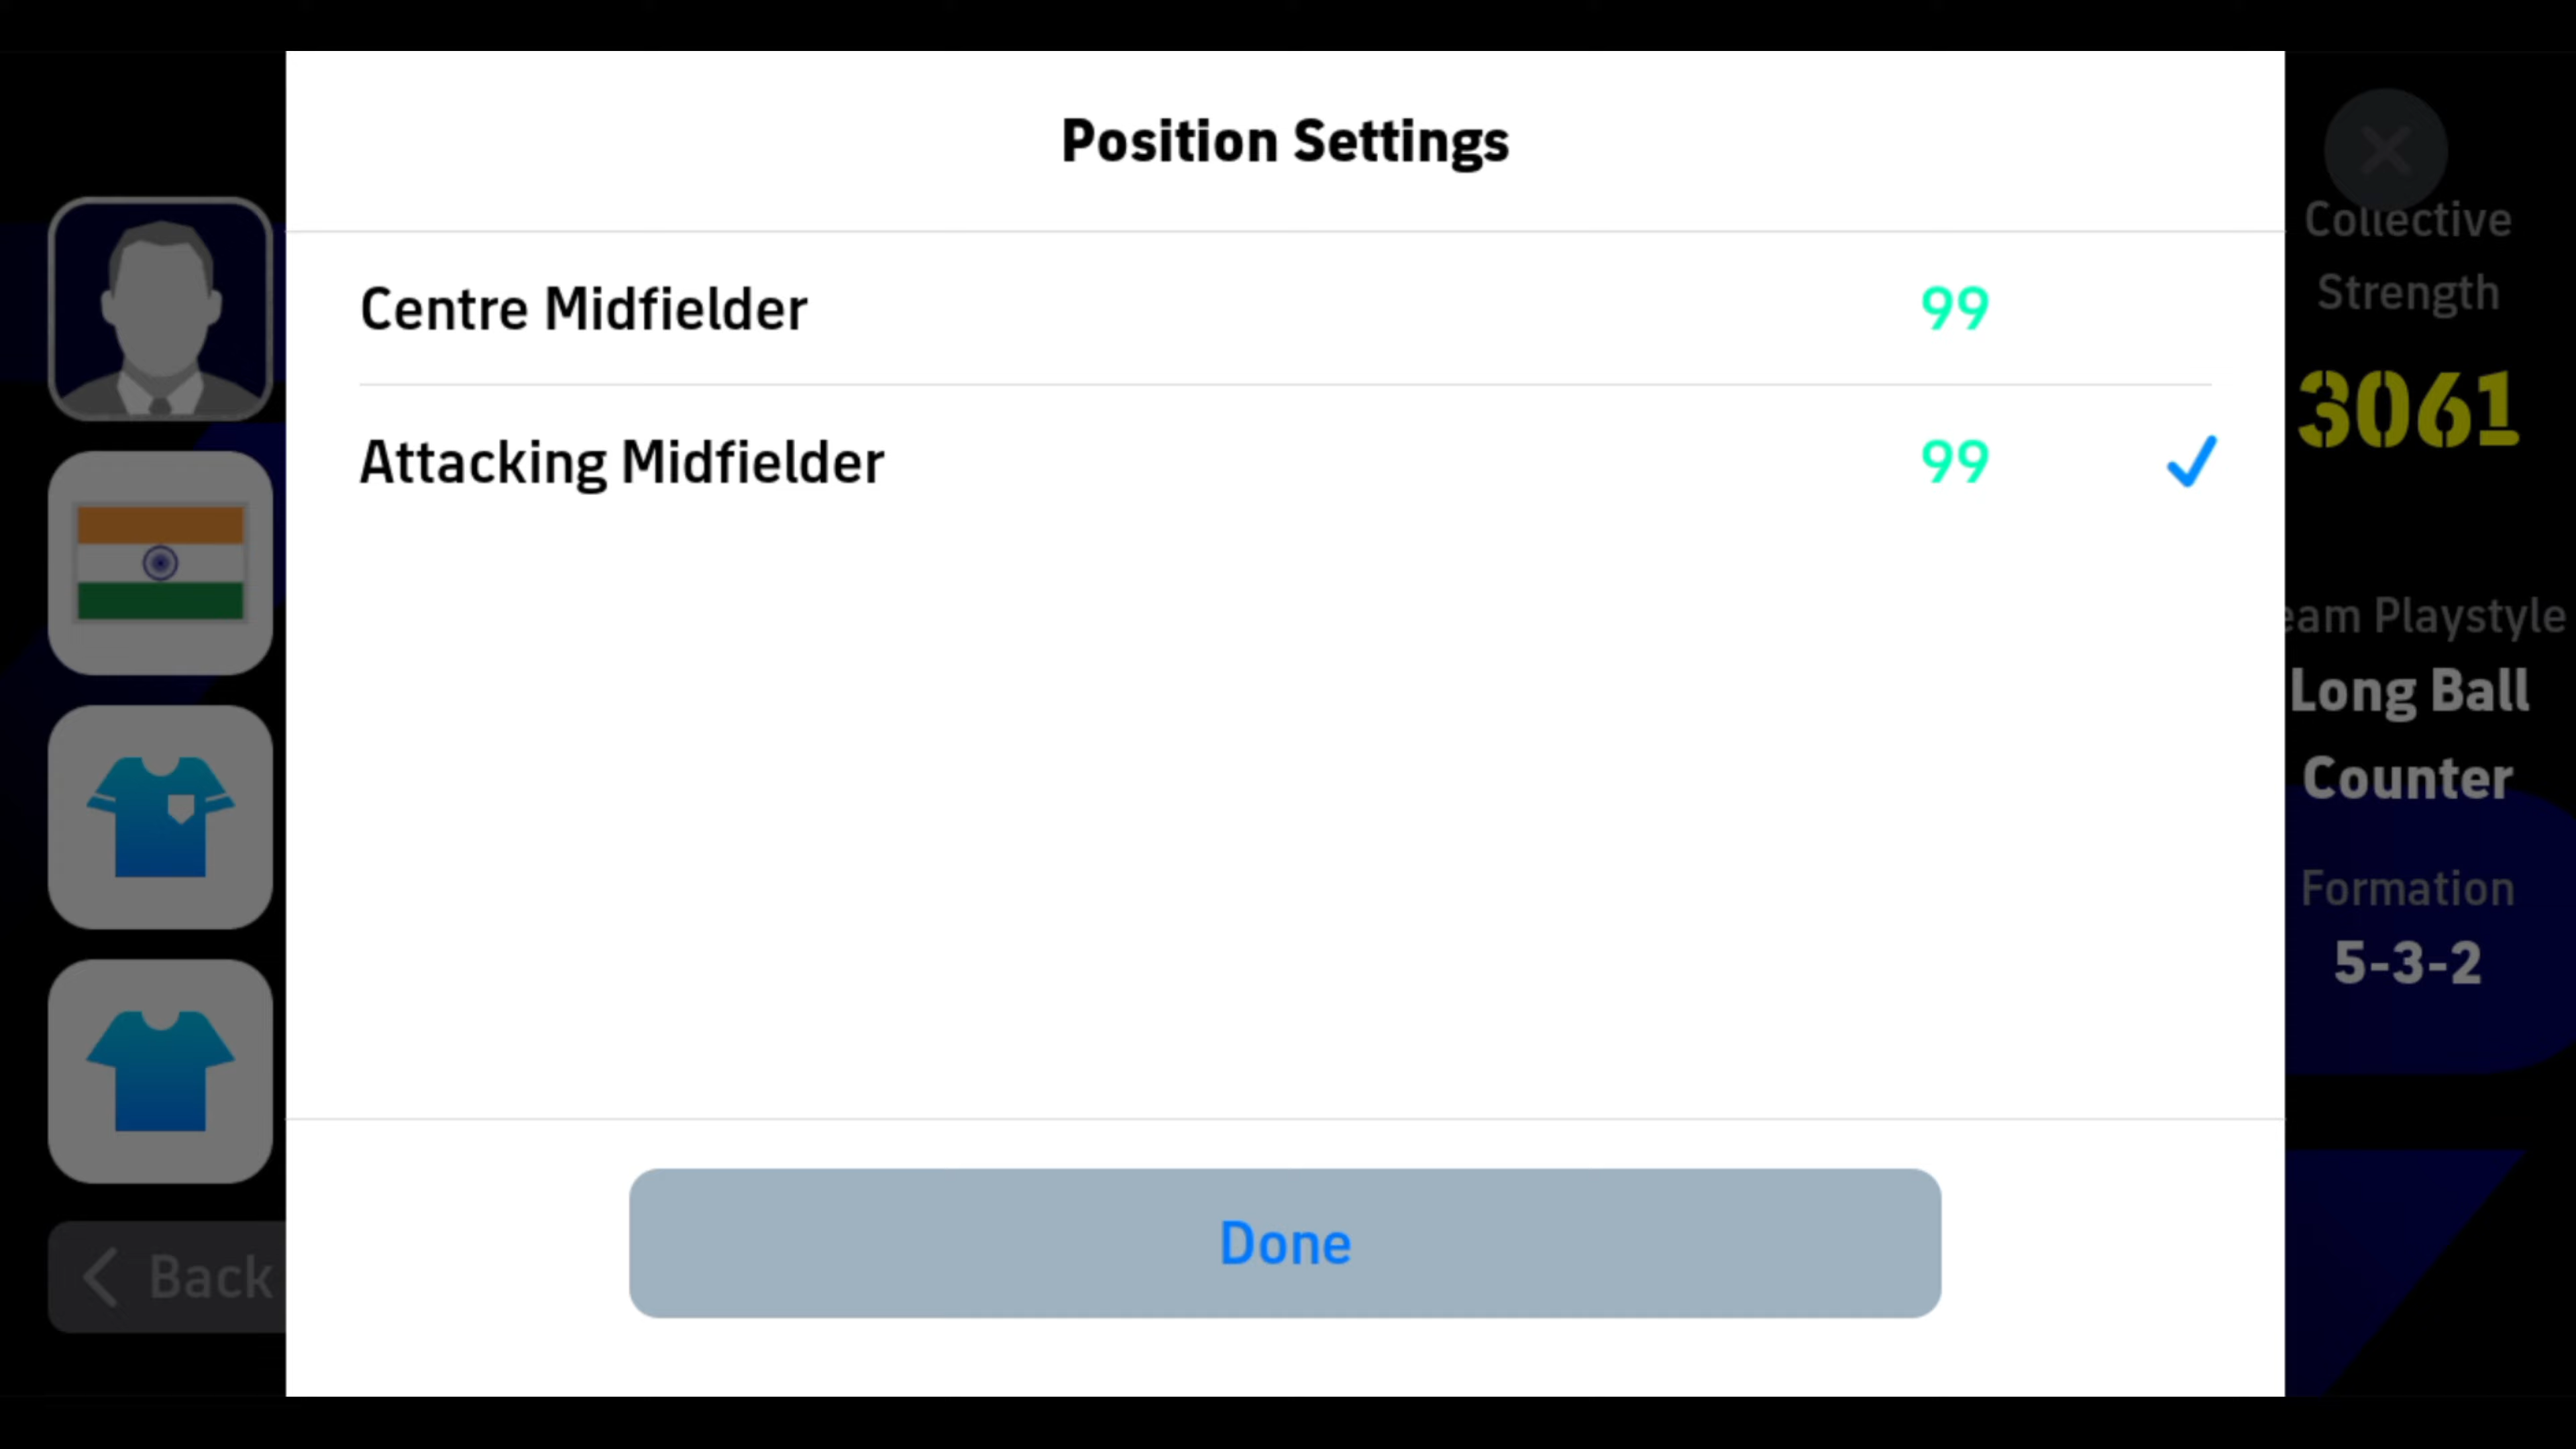 Position Settings
Centre Midfielder 99
Attacking Midfielder 99
Done
Back
Collective
Strength
3061
eam Playstyle
Long Ball
Counter
Formation
5-3-2